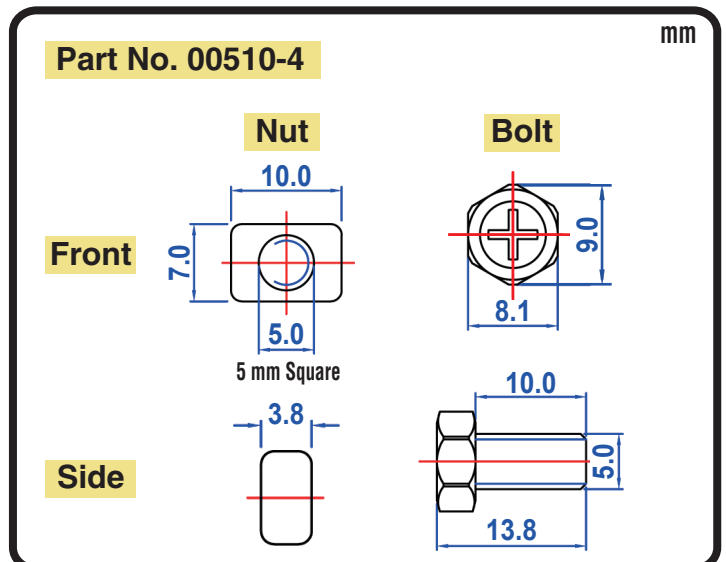 mm
Part No. 00510-4
Nut
Bolt
10.0
Front
7.0
9.0
5.0
8.1
5 mm Square
3.8
10.0
Side
5.0
13.8